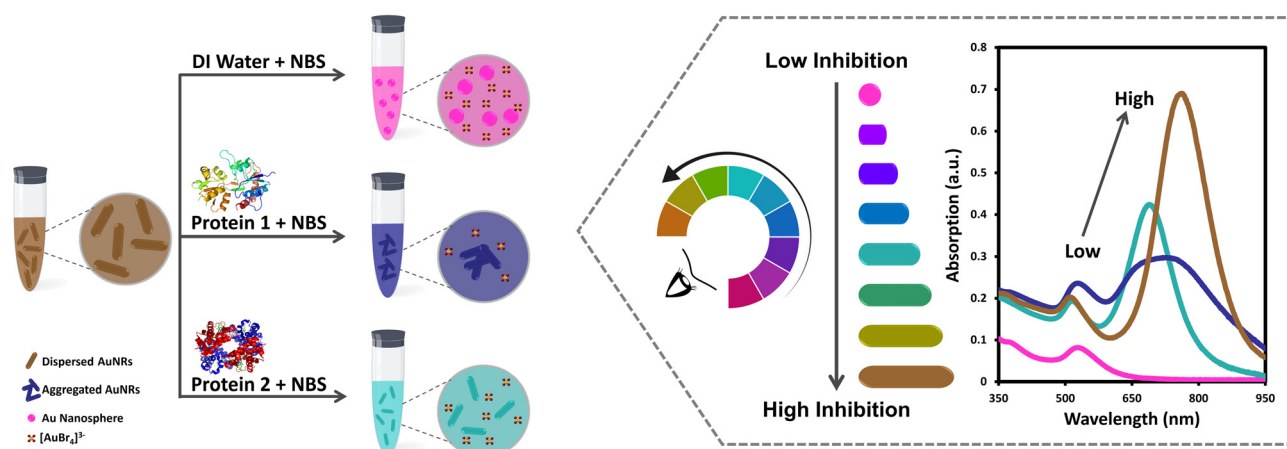 DI Water + NBS
Protein 1 + NBS
Protein 2 + NBS
Dispersed AuNRs
Aggregated AuNRs
Au Nanosphere
[AuBr₄]³⁻
Low Inhibition
High Inhibition
0.8
0.7
0.6
0.5
0.4
0.3
0.2
0.1
0
Absorption (a.u.)
High
Low
350 500 650 800 950
Wavelength (nm)